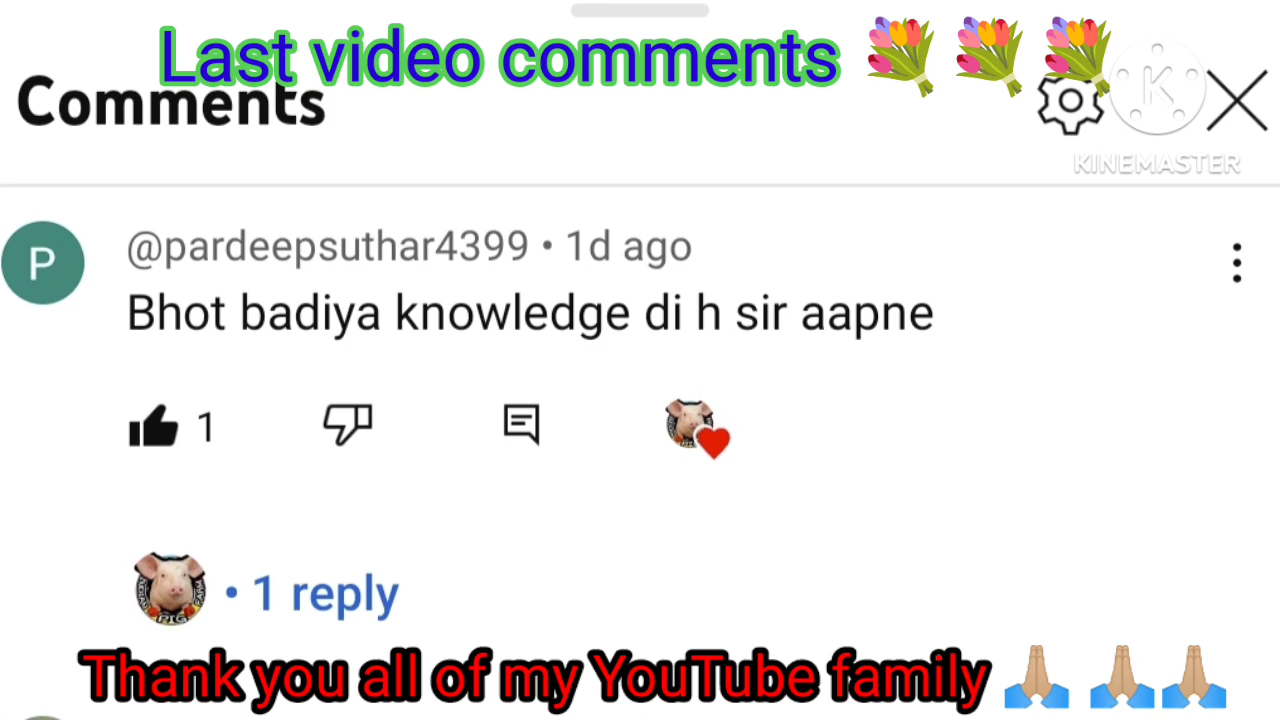 Last video comments 💐 💐 💐
Comments
KINEMASTER
P
@pardeepsuthar4399 • 1d ago
Bhot badiya knowledge di h sir aapne
1
• 1 reply
Thank you all of my YouTube family 🙏🏼 🙏🏼 🙏🏼